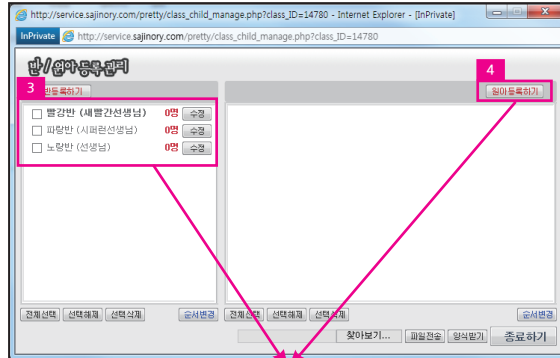 http://service.sajinory.com/pretty/class_child_manage.php?class_ID=14780 - Internet Explorer - [InPrivate]
InPrivate http://service.sajinory.com/pretty/class_child_manage.php?class_ID=14780
반/원아등록관리
3 반등록하기
4
원아등록하기
빨강반 (새빨간선생님) 0명 수정
파랑반 (시퍼런선생님) 0명 수정
노랑반 (선생님) 0명 수정
전체선택 선택해제 선택삭제 순서변경 전체선택 선택해제 선택삭제 순서변경
찾아보기... 파일전송 양식받기 종료하기